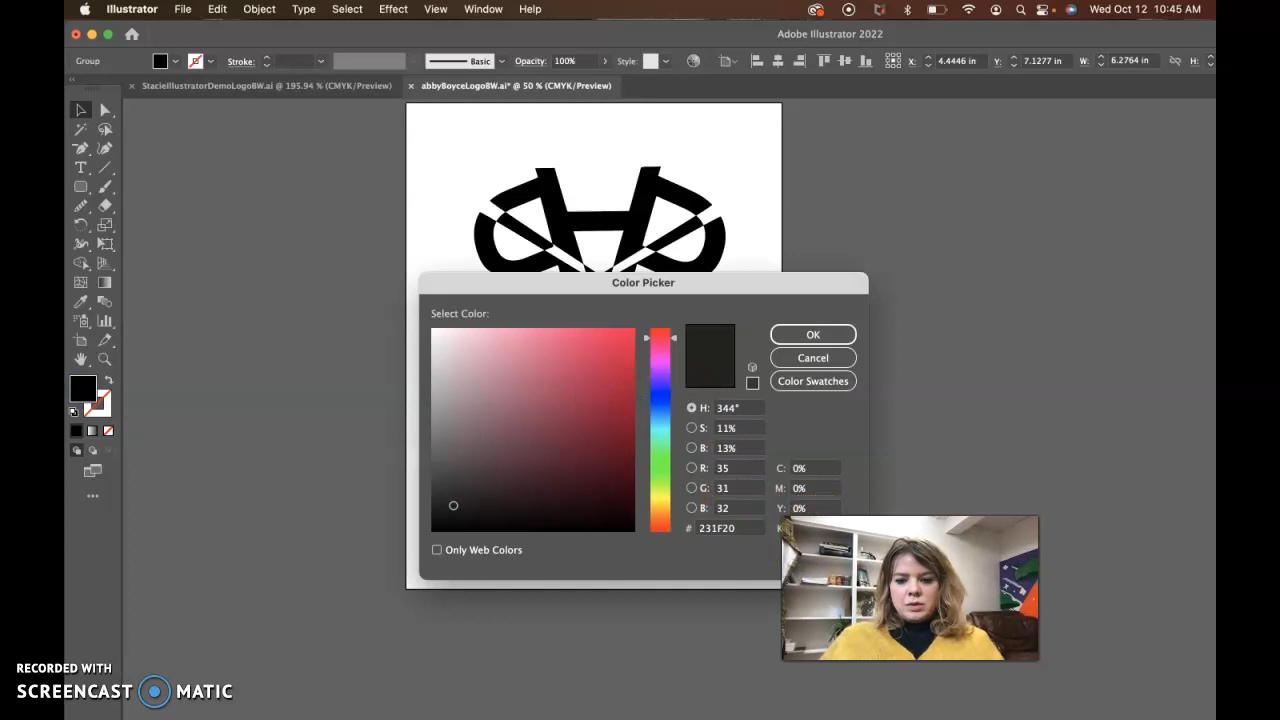 Illustrator File Edit Object Type Select Effect View Window Help Wed Oct 12 10:45 AM
Adobe Illustrator 2022
Group Stroke: Basic Opacity: 100% Style: X: 4.4446 in Y: 7.1277 in W: 6.2764 in H:
StacieIllustratorDemoLogoBW.ai @ 195.94 % (CMYK/Preview) abbyBoyceLogoBW.ai* @ 50 % (CMYK/Preview)
Color Picker
Select Color:
OK
Cancel
Color Swatches
H: 344°
S: 11%
B: 13%
R: 35 C: 0%
G: 31 M: 0%
B: 32 Y: 0%
# 231F20
Only Web Colors
RECORDED WITH
SCREENCAST MATIC